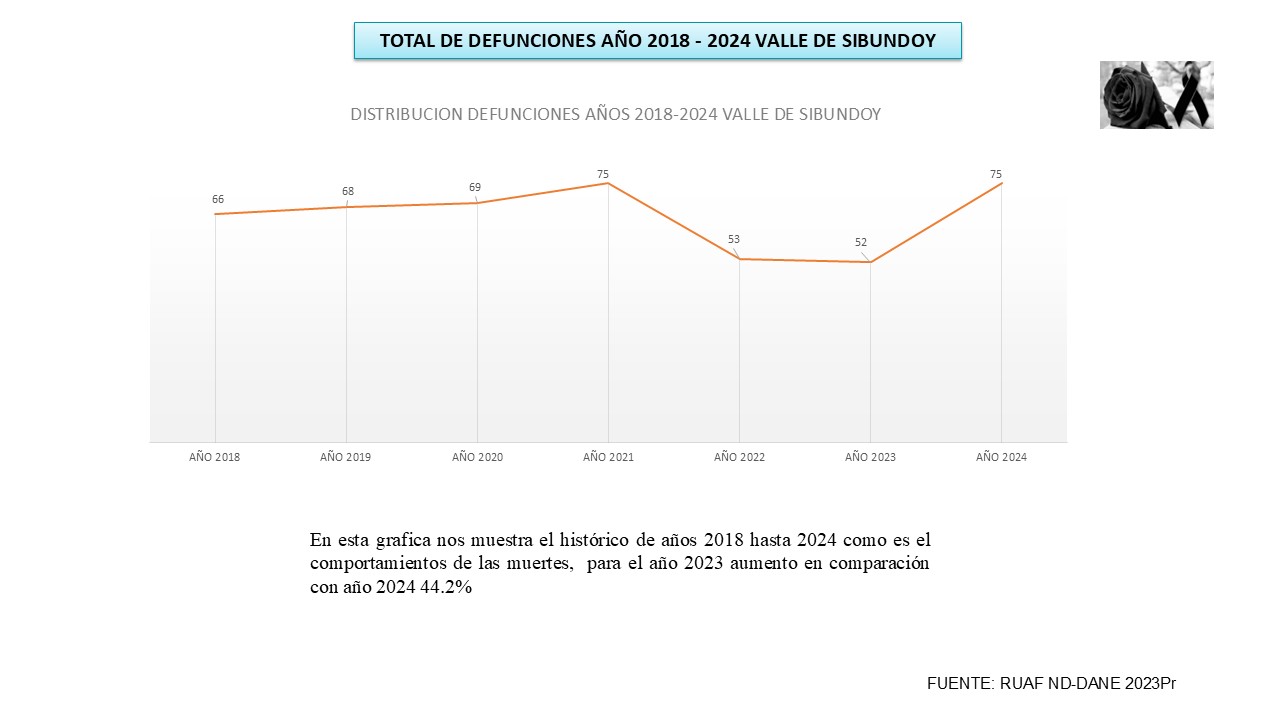 TOTAL DE DEFUNCIONES AÑO 2018 - 2024 VALLE DE SIBUNDOY
DISTRIBUCION DEFUNCIONES AÑOS 2018-2024 VALLE DE SIBUNDOY
66
68
69
75
53
52
75
AÑO 2018
AÑO 2019
AÑO 2020
AÑO 2021
AÑO 2022
AÑO 2023
AÑO 2024
En esta grafica nos muestra el histórico de años 2018 hasta 2024 como es el
comportamientos de las muertes, para el año 2023 aumento en comparación
con año 2024 44.2%
FUENTE: RUAF ND-DANE 2023Pr